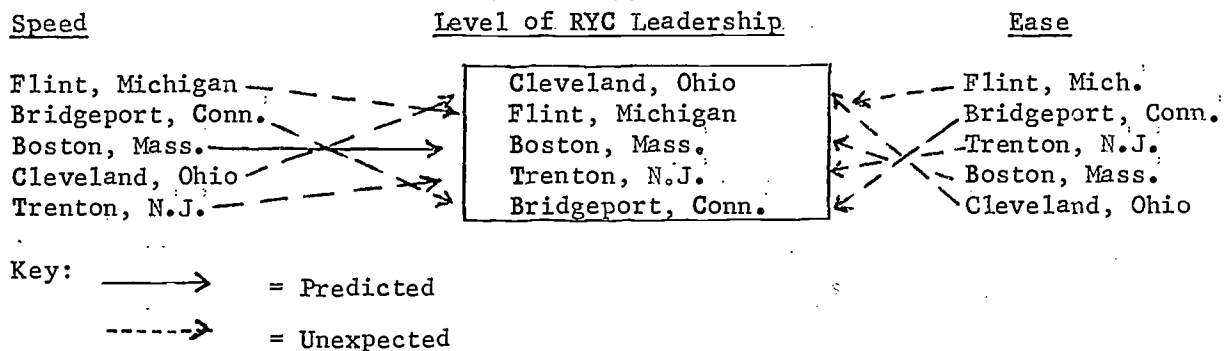 Speed Level of RYC Leadership Ease
Flint, Michigan Cleveland, Ohio Flint, Mich.
Bridgeport, Conn. Flint, Michigan Bridgeport, Conn.
Boston, Mass. Boston, Mass. Trenton, N.J.
Cleveland, Ohio Trenton, N.J. Boston, Mass.
Trenton, N.J. Bridgeport, Conn. Cleveland, Ohio
Key: = Predicted
= Unexpected